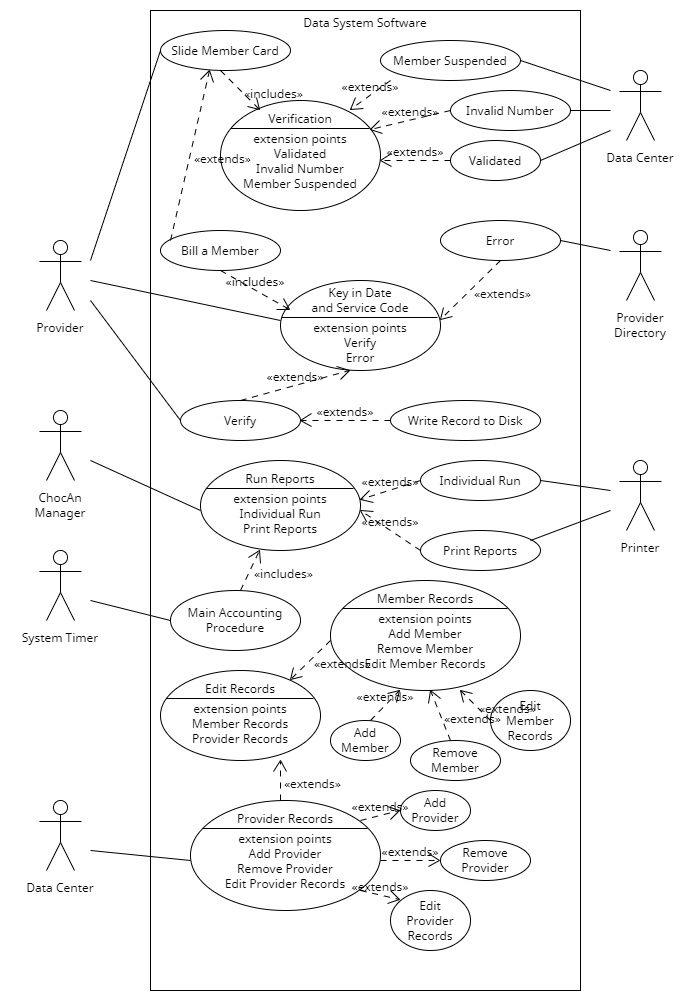 Data System Software
Slide Member Card
Member Suspended
«includes»
«extends»
Verification
extension points
Validated
Invalid Number
Member Suspended
«extends»
Invalid Number
«extends»
Validated
Data Center
«extends»
Bill a Member
Error
Provider
Provider
Directory
«includes»
Key in Date
and Service Code
extension points
Verify
Error
«extends»
«extends»
Verify
«extends»
Write Record to Disk
ChocAn
Manager
Run Reports
extension points
Individual Run
Print Reports
«extends»
Individual Run
«extends»
Print Reports
Printer
«includes»
System Timer
Main Accounting
Procedure
Member Records
extension points
Add Member
Remove Member
Edit Member Records
«extends»
Edit Records
extension points
Member Records
Provider Records
«extends»
Add
Member
«extends»
Remove
Member
«extends»
Edit
Member
Records
«extends»
Provider Records
extension points
Add Provider
Remove Provider
Edit Provider Records
«extends»
Add
Provider
«extends»
Remove
Provider
«extends»
Edit
Provider
Records
Data Center